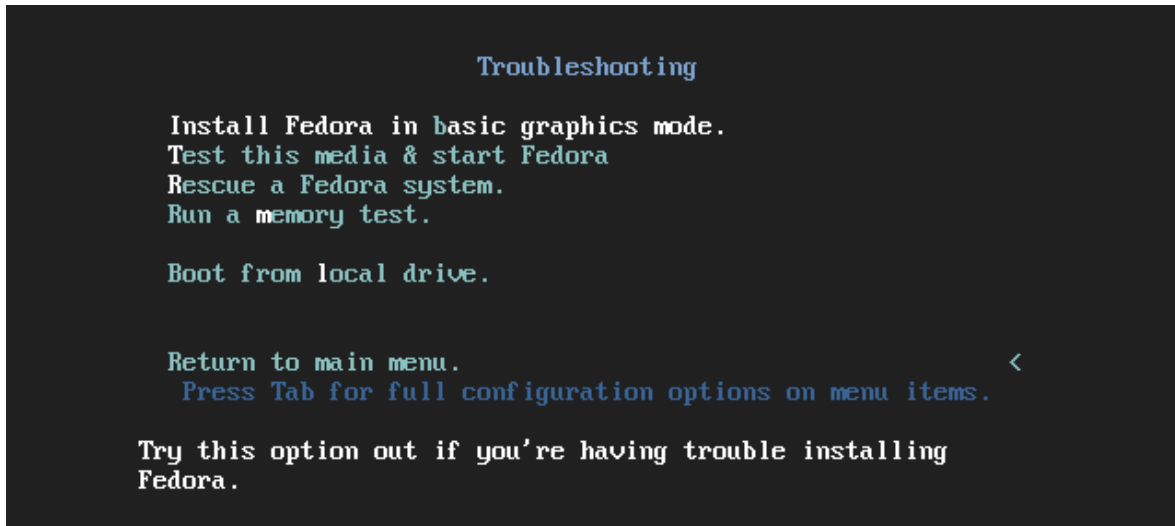 Troubleshooting
Install Fedora in basic graphics mode.
Test this media & start Fedora
Rescue a Fedora system.
Run a memory test.
Boot from local drive.
Return to main menu. <
Press Tab for full configuration options on menu items.
Try this option out if you're having trouble installing
Fedora.